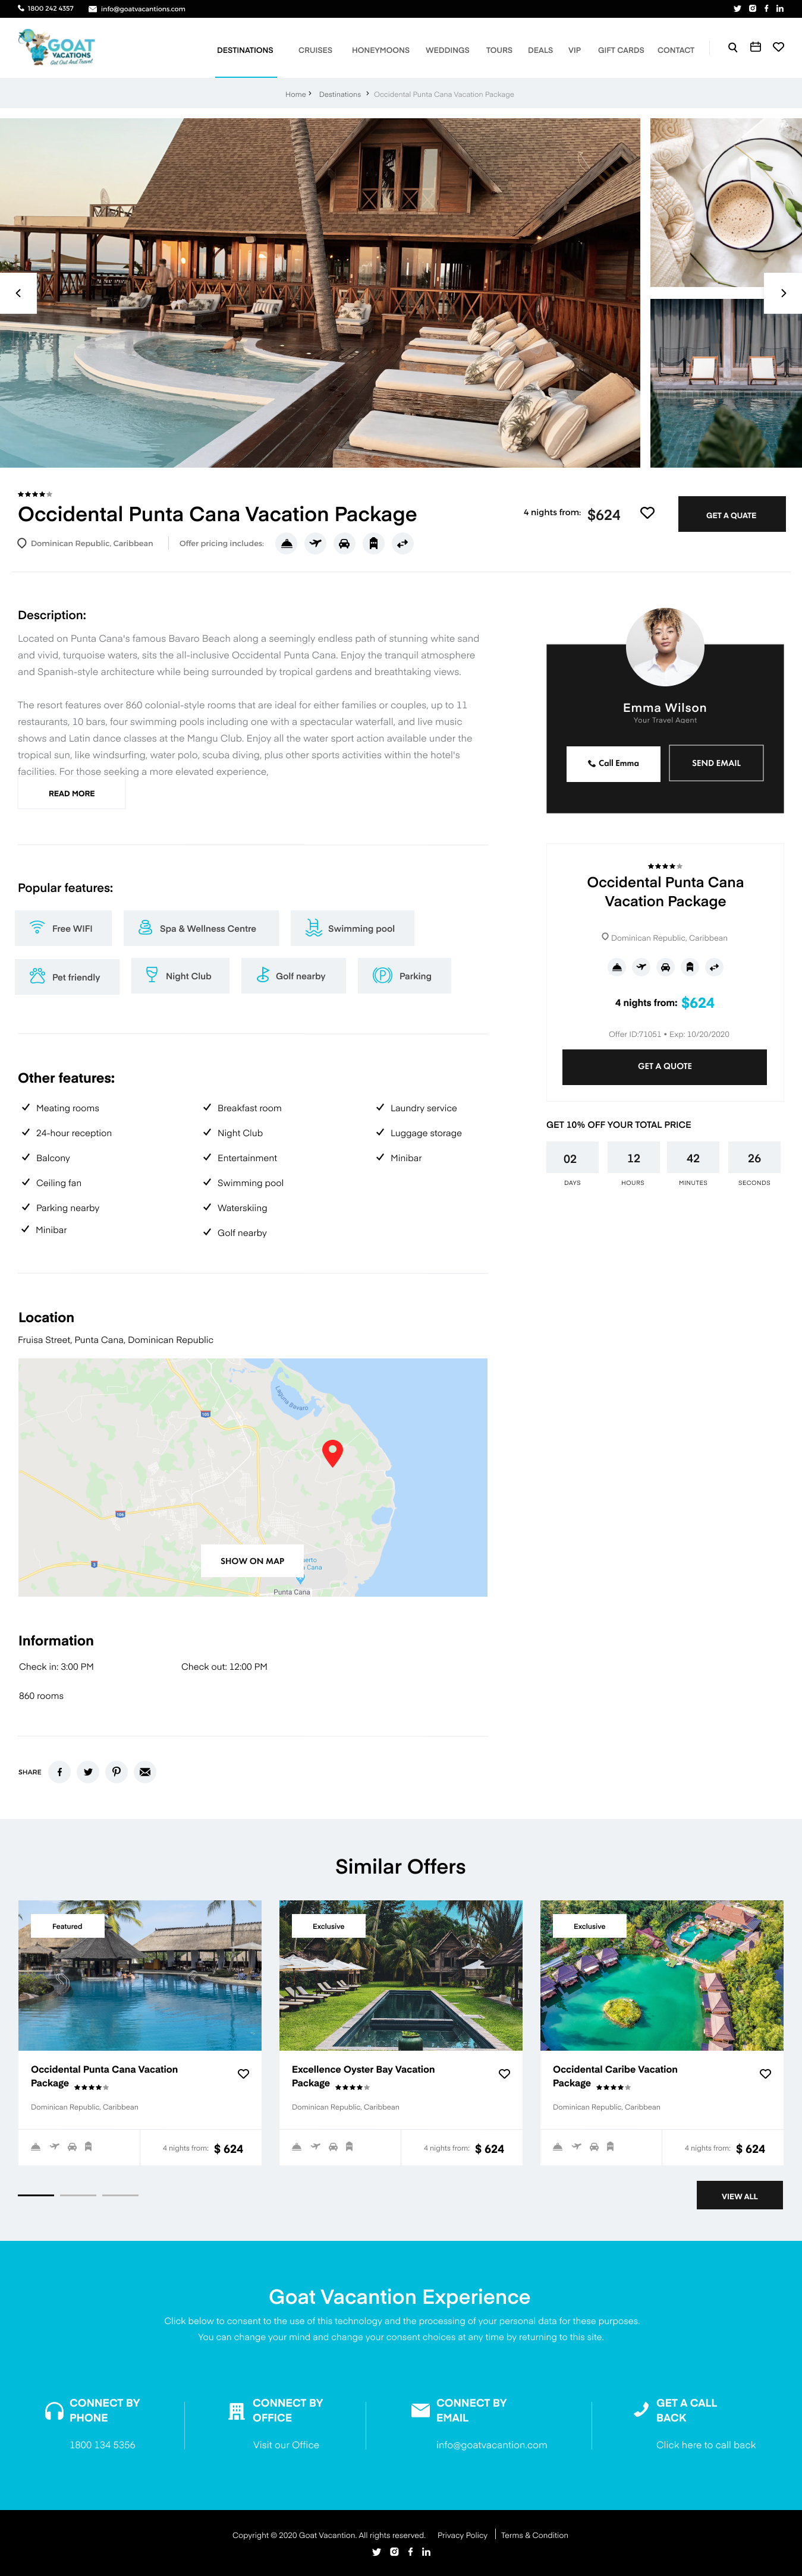 1800 242 4357
info@goatvacantions.com
GOAT
VACATIONS
Get Out And Travel
DESTINATIONS
CRUISES
HONEYMOONS
WEDDINGS
TOURS
DEALS
VIP
GIFT CARDS
CONTACT
Home
Destinations
Occidental Punta Cana Vacation Package
Occidental Punta Cana Vacation Package
4 nights from: $624
GET A QUATE
Dominican Republic, Caribbean
Offer pricing includes:
Description:
Located on Punta Cana's famous Bavaro Beach along a seemingly endless path of stunning white sand
and vivid, turquoise waters, sits the all-inclusive Occidental Punta Cana. Enjoy the tranquil atmosphere
and Spanish-style architecture while being surrounded by tropical gardens and breathtaking views.
The resort features over 860 colonial-style rooms that are ideal for either families or couples, up to 11
restaurants, 10 bars, four swimming pools including one with a spectacular waterfall, and live music
shows and Latin dance classes at the Mangu Club. Enjoy all the water sport action available under the
tropical sun, like windsurfing, water polo, scuba diving, plus other sports activities within the hotel's
facilities. For those seeking a more elevated experience,
READ MORE
Emma Wilson
Your Travel Agent
Call Emma
SEND EMAIL
Popular features:
Free WIFI
Spa & Wellness Centre
Swimming pool
Pet friendly
Night Club
Golf nearby
Parking
Occidental Punta Cana
Vacation Package
Dominican Republic, Caribbean
4 nights from: $624
Offer ID:71051 • Exp: 10/20/2020
GET A QUOTE
GET 10% OFF YOUR TOTAL PRICE
02
12
42
26
DAYS
HOURS
MINUTES
SECONDS
Other features:
Meating rooms
24-hour reception
Balcony
Ceiling fan
Parking nearby
Minibar
Breakfast room
Night Club
Entertainment
Swimming pool
Waterskiing
Golf nearby
Laundry service
Luggage storage
Minibar
Location
Fruisa Street, Punta Cana, Dominican Republic
Laguna Bavaro
105
106
3
SHOW ON MAP
Cana
Punta Cana
Information
Check in: 3:00 PM
Check out: 12:00 PM
860 rooms
SHARE
Similar Offers
Featured
Exclusive
Exclusive
Occidental Punta Cana Vacation
Package
Dominican Republic, Caribbean
4 nights from: $ 624
Excellence Oyster Bay Vacation
Package
Dominican Republic, Caribbean
4 nights from: $ 624
Occidental Caribe Vacation
Package
Dominican Republic, Caribbean
4 nights from: $ 624
VIEW ALL
Goat Vacantion Experience
Click below to consent to the use of this technology and the processing of your personal data for these purposes.
You can change your mind and change your consent choices at any time by returning to this site.
CONNECT BY
PHONE
1800 134 5356
CONNECT BY
OFFICE
Visit our Office
CONNECT BY
EMAIL
info@goatvacantion.com
GET A CALL
BACK
Click here to call back
Copyright © 2020 Goat Vacantion. All rights reserved.
Privacy Policy
Terms & Condition